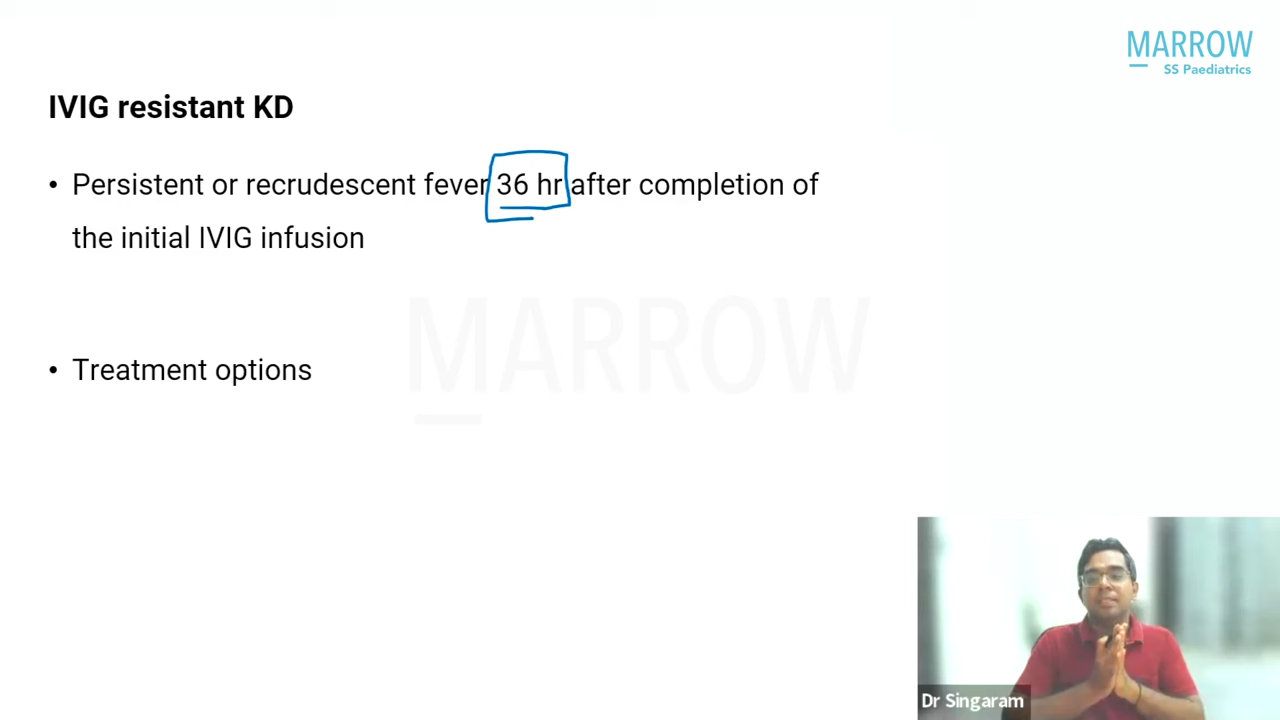 MARROW
SS Paediatrics
IVIG resistant KD
• Persistent or recrudescent fever 36 hr after completion of
the initial IVIG infusion
MARROW
• Treatment options
Dr Singaram